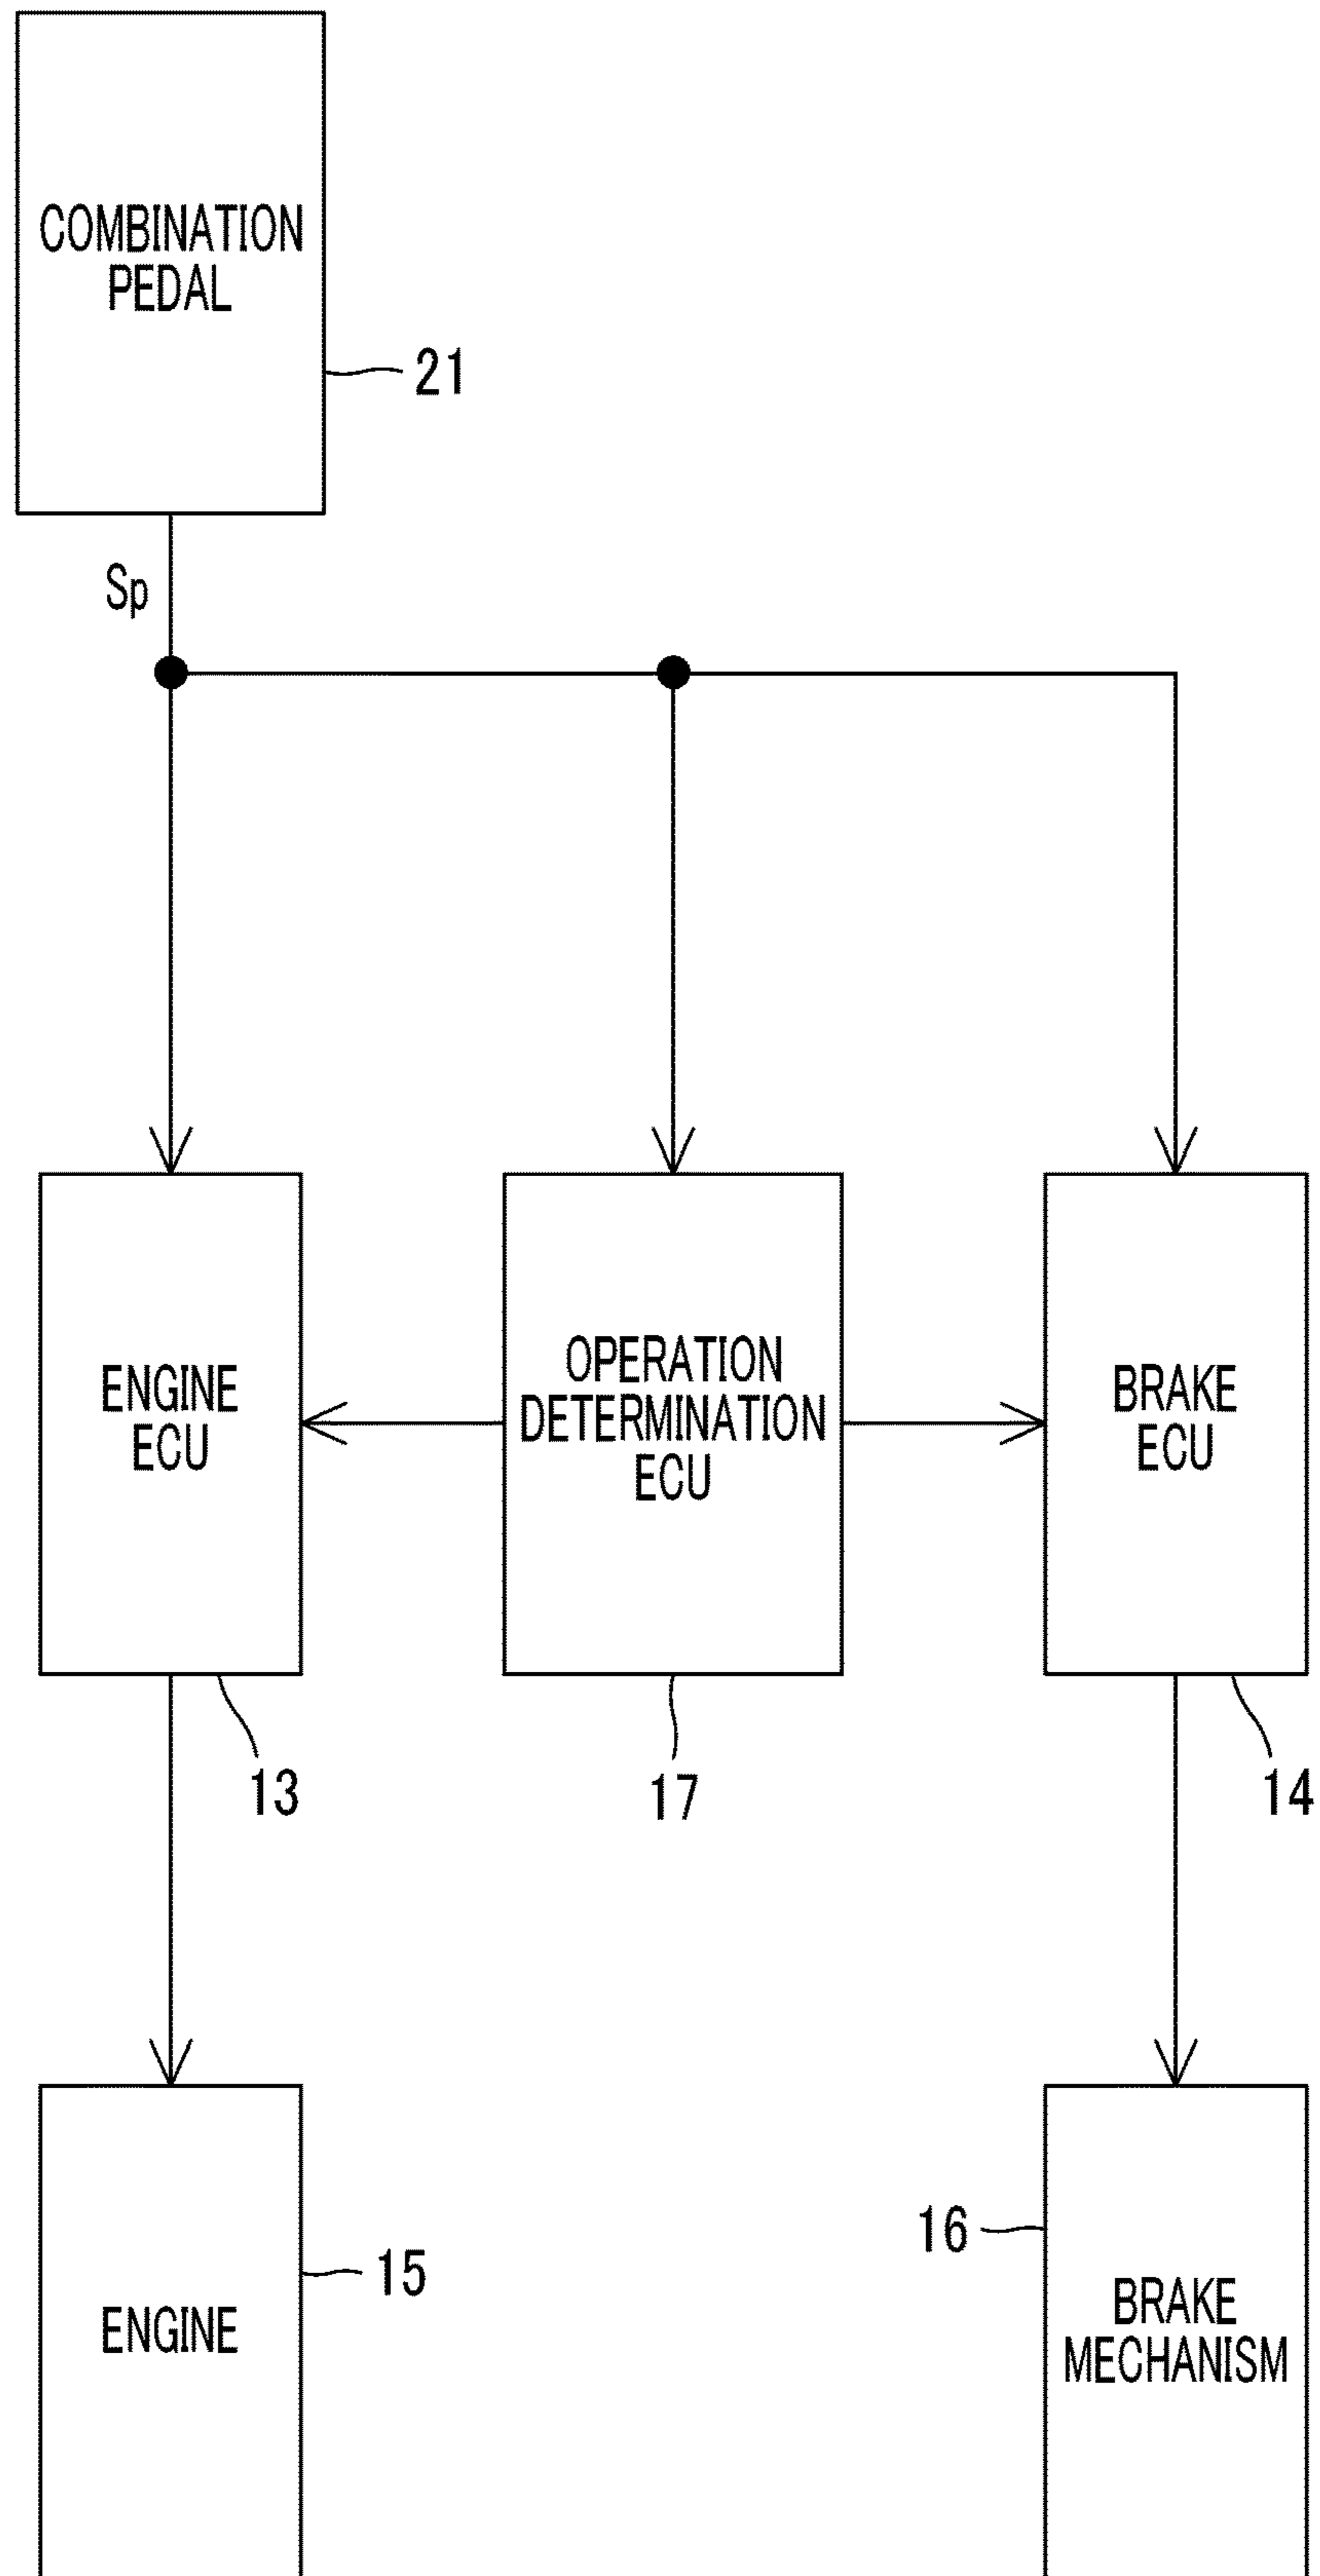 COMBINATION
PEDAL
21
Sp
ENGINE
ECU
OPERATION
DETERMINATION
ECU
BRAKE
ECU
13
17
14
16
15
ENGINE
BRAKE
MECHANISM